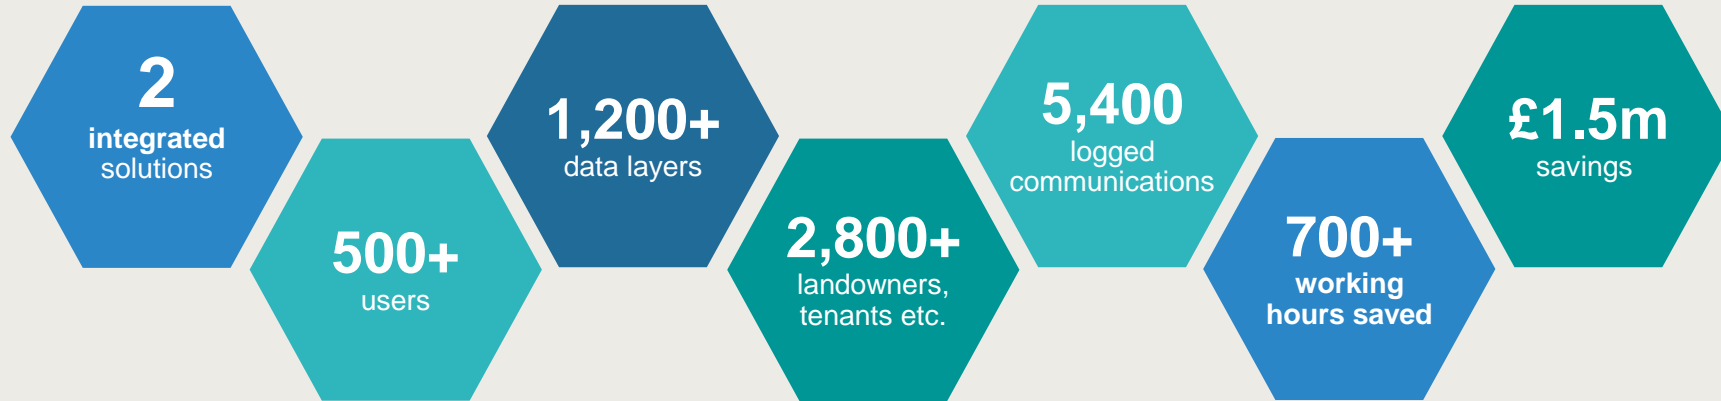 2
integrated
solutions
500+
users
1,200+
data layers
2,800+
landowners,
tenants etc.
5,400
logged
communications
700+
working
hours saved
£1.5m
savings